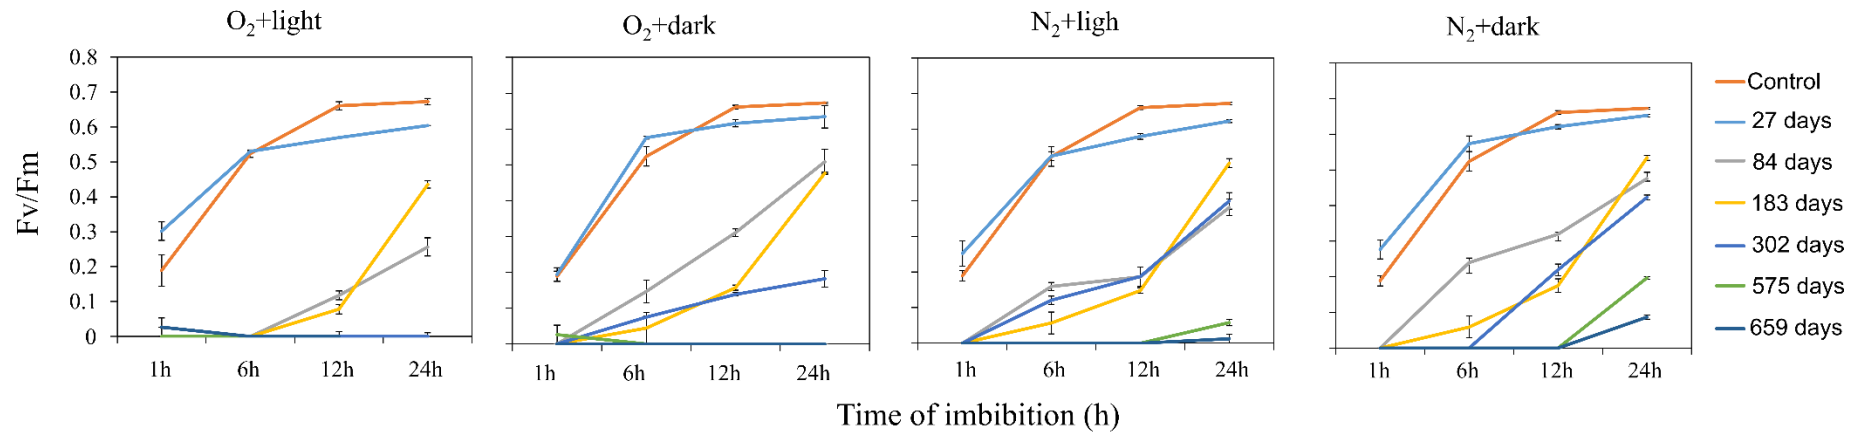 O₂+light
O₂+dark
N₂+ligh
N₂+dark
Fv/Fm
0.8
0.7
0.6
0.5
0.4
0.3
0.2
0.1
0
1h 6h 12h 24h
1h 6h 12h 24h
1h 6h 12h 24h
1h 6h 12h 24h
Time of imbibition (h)
Control
27 days
84 days
183 days
302 days
575 days
659 days